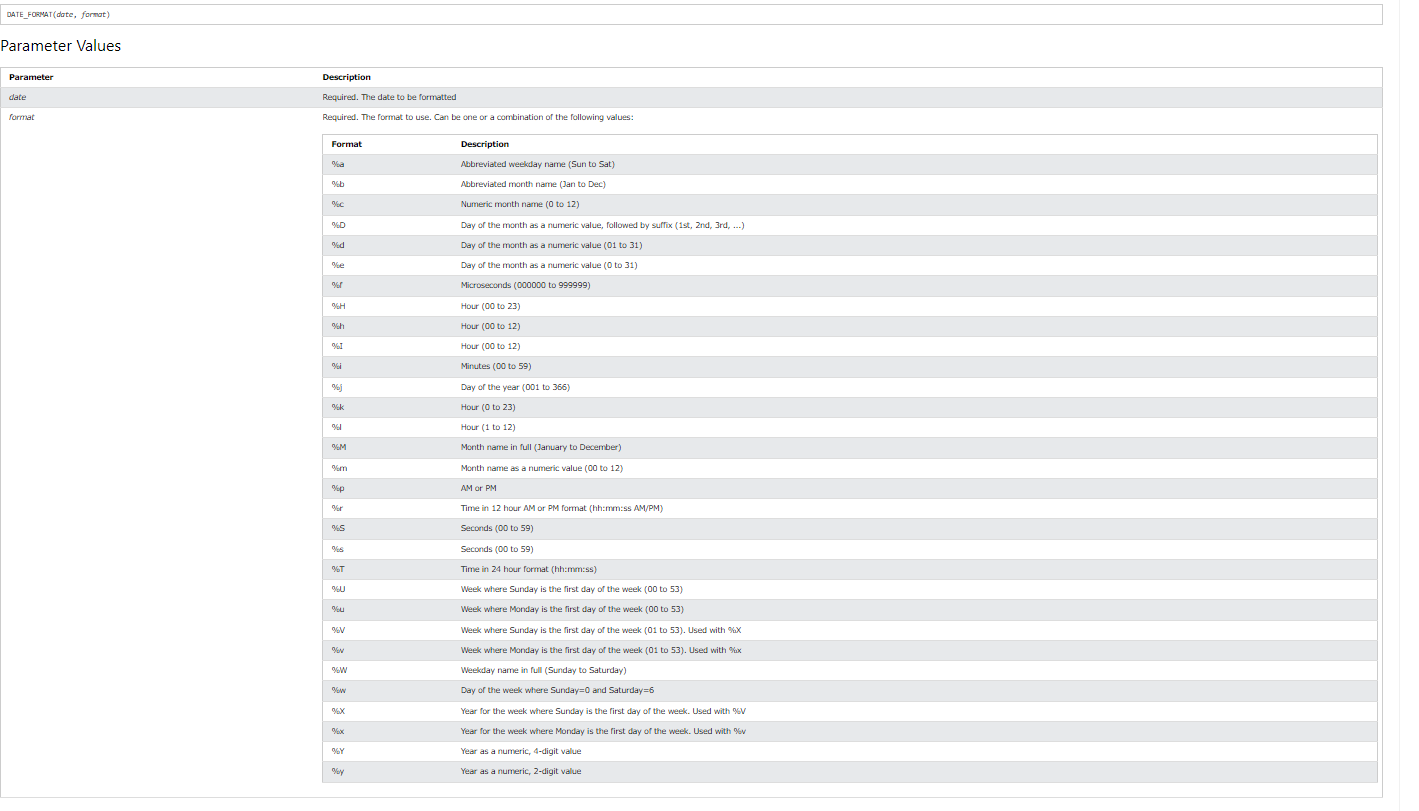 DATE_FORMAT(date, format)
Parameter Values
Parameter Description
date Required. The date to be formatted
format Required. The format to use. Can be one or a combination of the following values:
Format Description
%a Abbreviated weekday name (Sun to Sat)
%b Abbreviated month name (Jan to Dec)
%c Numeric month name (0 to 12)
%D Day of the month as a numeric value, followed by suffix (1st, 2nd, 3rd, ...)
%d Day of the month as a numeric value (01 to 31)
%e Day of the month as a numeric value (0 to 31)
%f Microseconds (000000 to 999999)
%H Hour (00 to 23)
%h Hour (00 to 12)
%I Hour (00 to 12)
%i Minutes (00 to 59)
%j Day of the year (001 to 366)
%k Hour (0 to 23)
%l Hour (1 to 12)
%M Month name in full (January to December)
%m Month name as a numeric value (00 to 12)
%p AM or PM
%r Time in 12 hour AM or PM format (hh:mm:ss AM/PM)
%S Seconds (00 to 59)
%s Seconds (00 to 59)
%T Time in 24 hour format (hh:mm:ss)
%U Week where Sunday is the first day of the week (00 to 53)
%u Week where Monday is the first day of the week (00 to 53)
%V Week where Sunday is the first day of the week (01 to 53). Used with %X
%v Week where Monday is the first day of the week (01 to 53). Used with %x
%W Weekday name in full (Sunday to Saturday)
%w Day of the week where Sunday=0 and Saturday=6
%X Year for the week where Sunday is the first day of the week. Used with %V
%x Year for the week where Monday is the first day of the week. Used with %v
%Y Year as a numeric, 4-digit value
%y Year as a numeric, 2-digit value